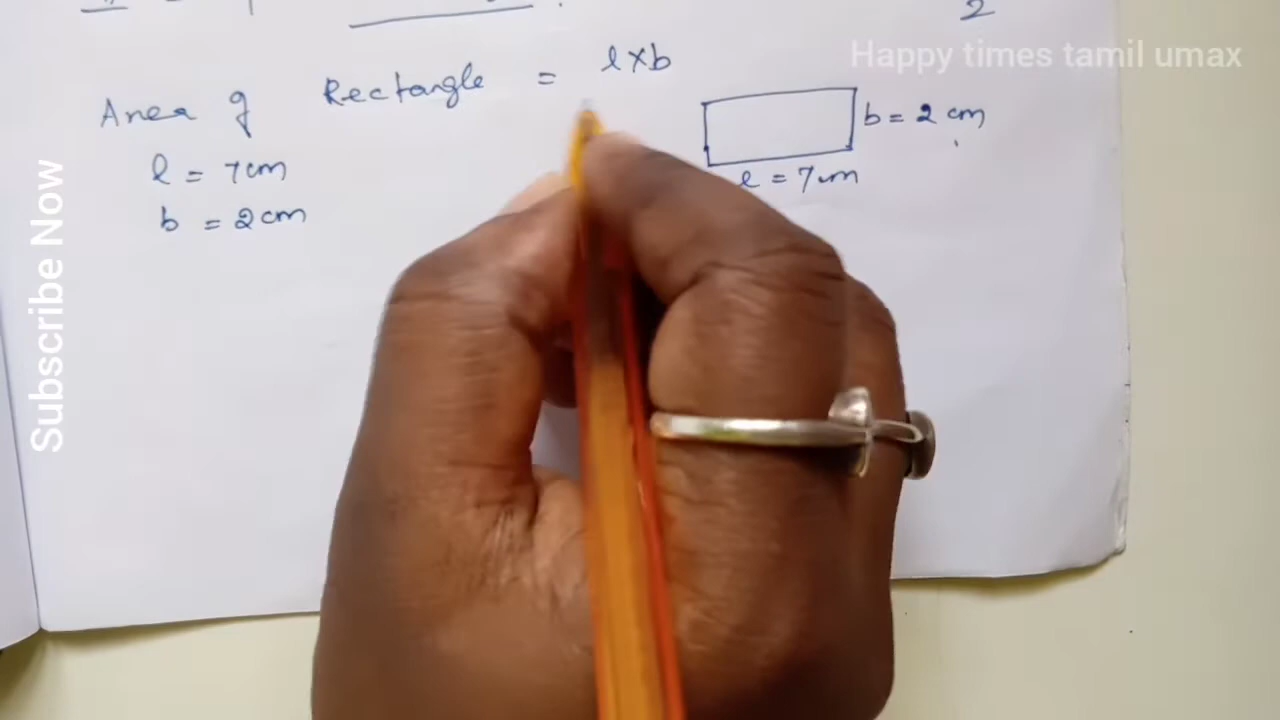 2
Happy times tamil umax
Area of Rectangle = l×b
b = 2 cm
l = 7cm
l = 7cm
b = 2cm
Subscribe Now